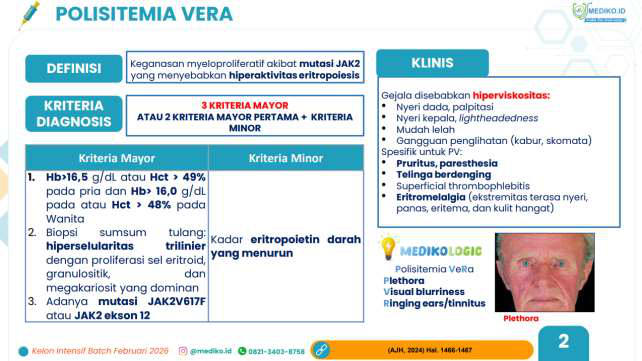 POLISITEMIA VERA
MEDIKO.ID
DEFINISI
Keganasan myeloproliferatif akibat mutasi JAK2
yang menyebabkan hiperaktivitas eritropoiesis
KRITERIA
DIAGNOSIS
3 KRITERIA MAYOR
ATAU 2 KRITERIA MAYOR PERTAMA + KRITERIA
MINOR
Kriteria Mayor
Kriteria Minor
1. Hb>16,5 g/dL atau Hct > 49%
pada pria dan Hb> 16,0 g/dL
pada atau Hct > 48% pada
Wanita
2. Biopsi sumsum tulang:
hiperselularitas trilinier
dengan proliferasi sel eritroid,
granulositik, dan
megakariosit yang dominan
3. Adanya mutasi JAK2V617F
atau JAK2 ekson 12
Kadar eritropoietin darah
yang menurun
KLINIS
Gejala disebabkan hiperviskositas:
• Nyeri dada, palpitasi
• Nyeri kepala, lightheadedness
• Mudah lelah
• Gangguan penglihatan (kabur, skomata)
Spesifik untuk PV:
• Pruritus, paresthesia
• Telinga berdenging
• Superficial thrombophlebitis
• Eritromelalgia (ekstremitas terasa nyeri,
panas, eritema, dan kulit hangat)
MEDIKOLOGIC
Polisitemia VeRa
Plethora
Visual blurriness
Ringing ears/tinnitus
Plethora
Kelon Intensif Batch Februari 2026
@mediko.id
0821-3403-8758
(AJH, 2024) Hal. 1466-1467
2